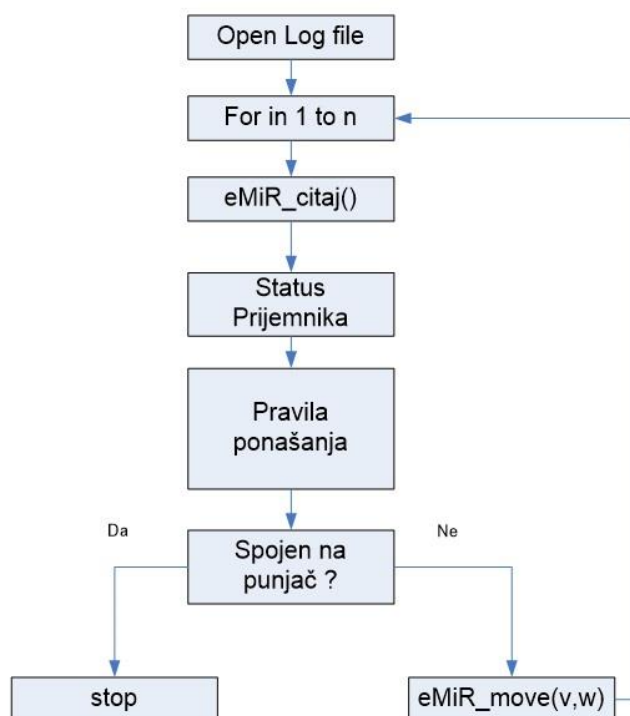 Open Log file
For in 1 to n
eMiR_citaj()
Status
Prijemnika
Pravila
ponašanja
Da
Ne
Spojen na
punjač ?
stop
eMiR_move(v,w)